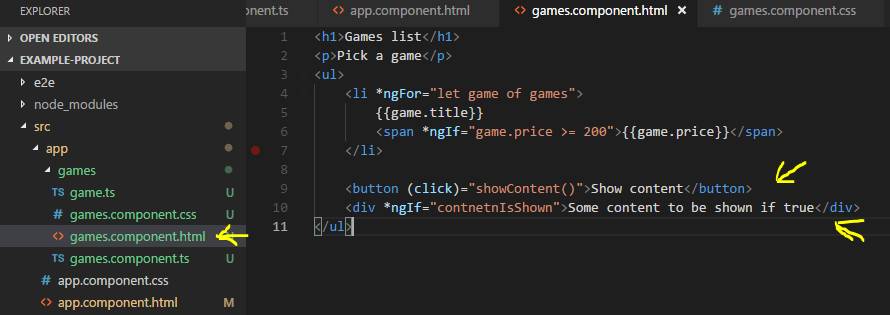 EXPLORER
OPEN EDITORS
EXAMPLE-PROJECT
e2e
node_modules
src
app
games
TS game.ts U
# games.component.css U
<> games.component.html
TS games.component.ts U
# app.component.css
<> app.component.html M
onent.ts <> app.component.html <> games.component.html × # games.component.css
1 <h1>Games list</h1>
2 <p>Pick a game</p>
3 <ul>
4 <li *ngFor="let game of games">
5 {{game.title}}
6 <span *ngIf="game.price >= 200">{{game.price}}</span>
7 </li>
8
9 <button (click)="showContent()">Show content</button>
10 <div *ngIf="contnetnIsShown">Some content to be shown if true</div>
11 </ul>